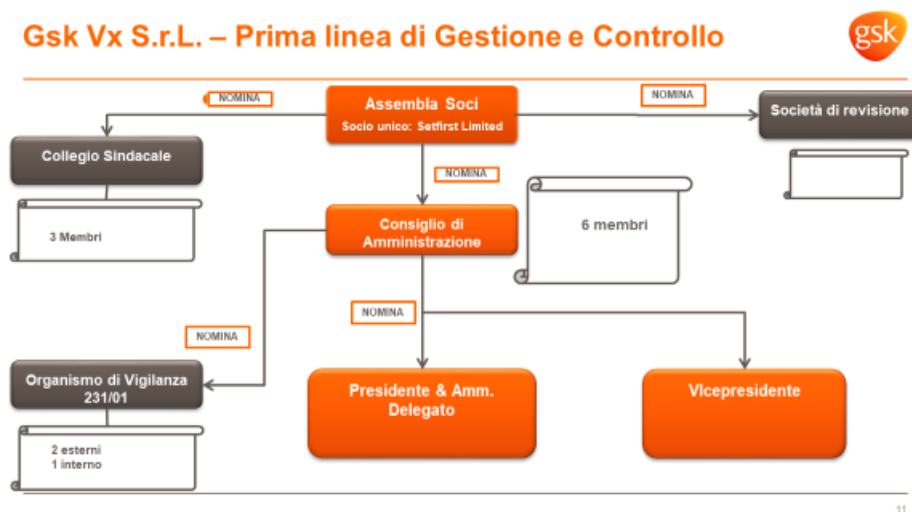 Gsk Vx S.r.L. – Prima linea di Gestione e Controllo
gsk
NOMINA
Assembla Soci
Socio unico: Setfirst Limited
NOMINA
Società di revisione
Collegio Sindacale
NOMINA
3 Membri
Consiglio di
Amministrazione
6 membri
NOMINA
NOMINA
Organismo di Vigilanza
231/01
Presidente & Amm.
Delegato
VIcepresidente
2 esterni
1 interno
11